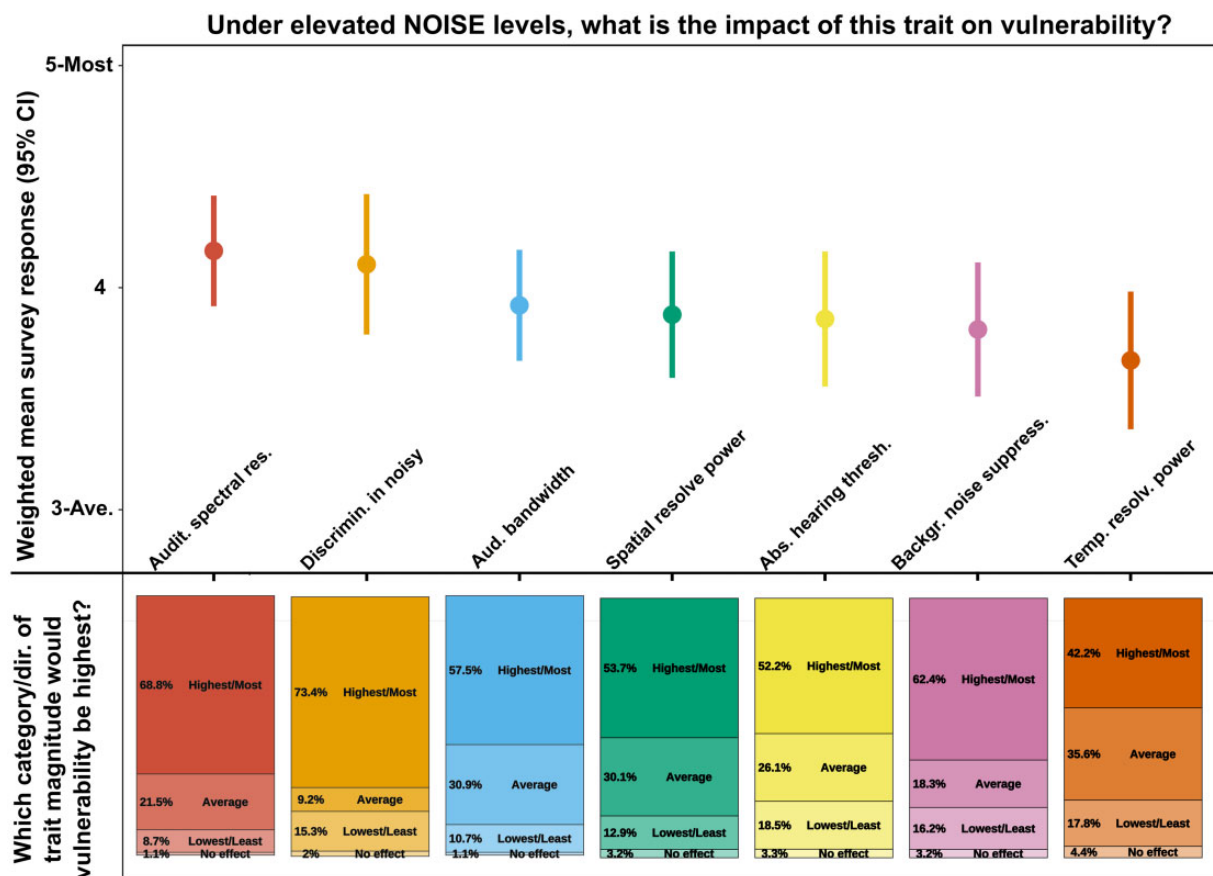 Under elevated NOISE levels, what is the impact of this trait on vulnerability?
Weighted mean survey response (95% CI)
5-Most
4
3-Ave.
Audit. spectral res.
Discrimin. in noisy
Aud. bandwidth
Spatial resolve power
Abs. hearing thresh.
Backgr. noise suppress.
Temp. resolv. power
Which category/dir. of
trait magnitude would
vulnerability be highest?
68.8% Highest/Most
21.5% Average
8.7% Lowest/Least
1.1% No effect
73.4% Highest/Most
9.2% Average
15.3% Lowest/Least
2% No effect
57.5% Highest/Most
30.9% Average
10.7% Lowest/Least
1.1% No effect
53.7% Highest/Most
30.1% Average
12.9% Lowest/Least
3.2% No effect
52.2% Highest/Most
26.1% Average
18.5% Lowest/Least
3.3% No effect
62.4% Highest/Most
18.3% Average
16.2% Lowest/Least
3.2% No effect
42.2% Highest/Most
35.6% Average
17.8% Lowest/Least
4.4% No effect